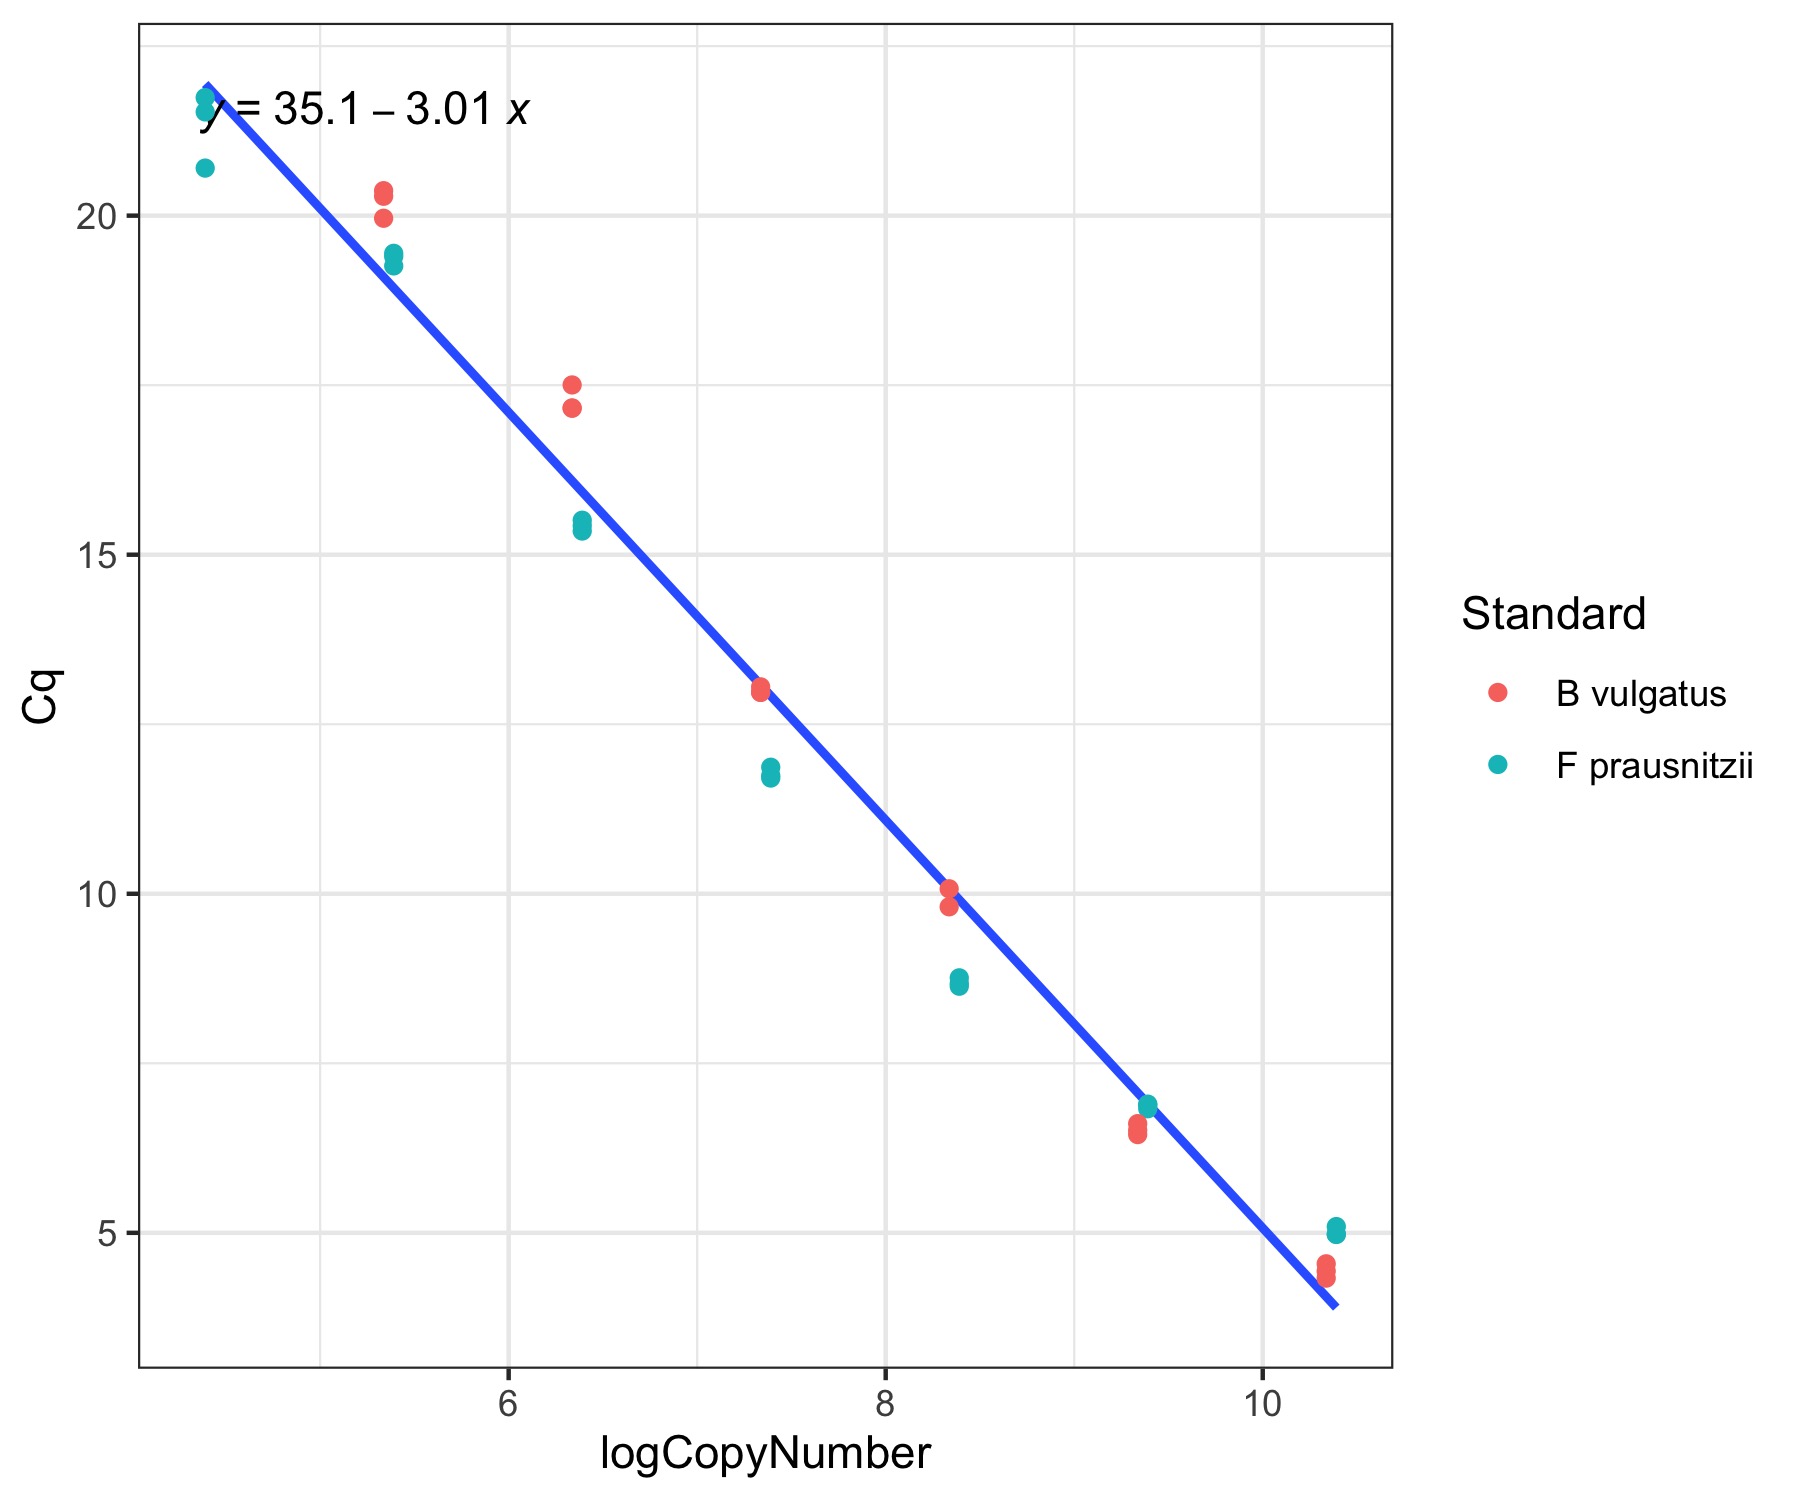 y = 35.1 – 3.01 x
20
15
10
5
Cq
6 8 10
logCopyNumber
Standard
B vulgatus
F prausnitzii